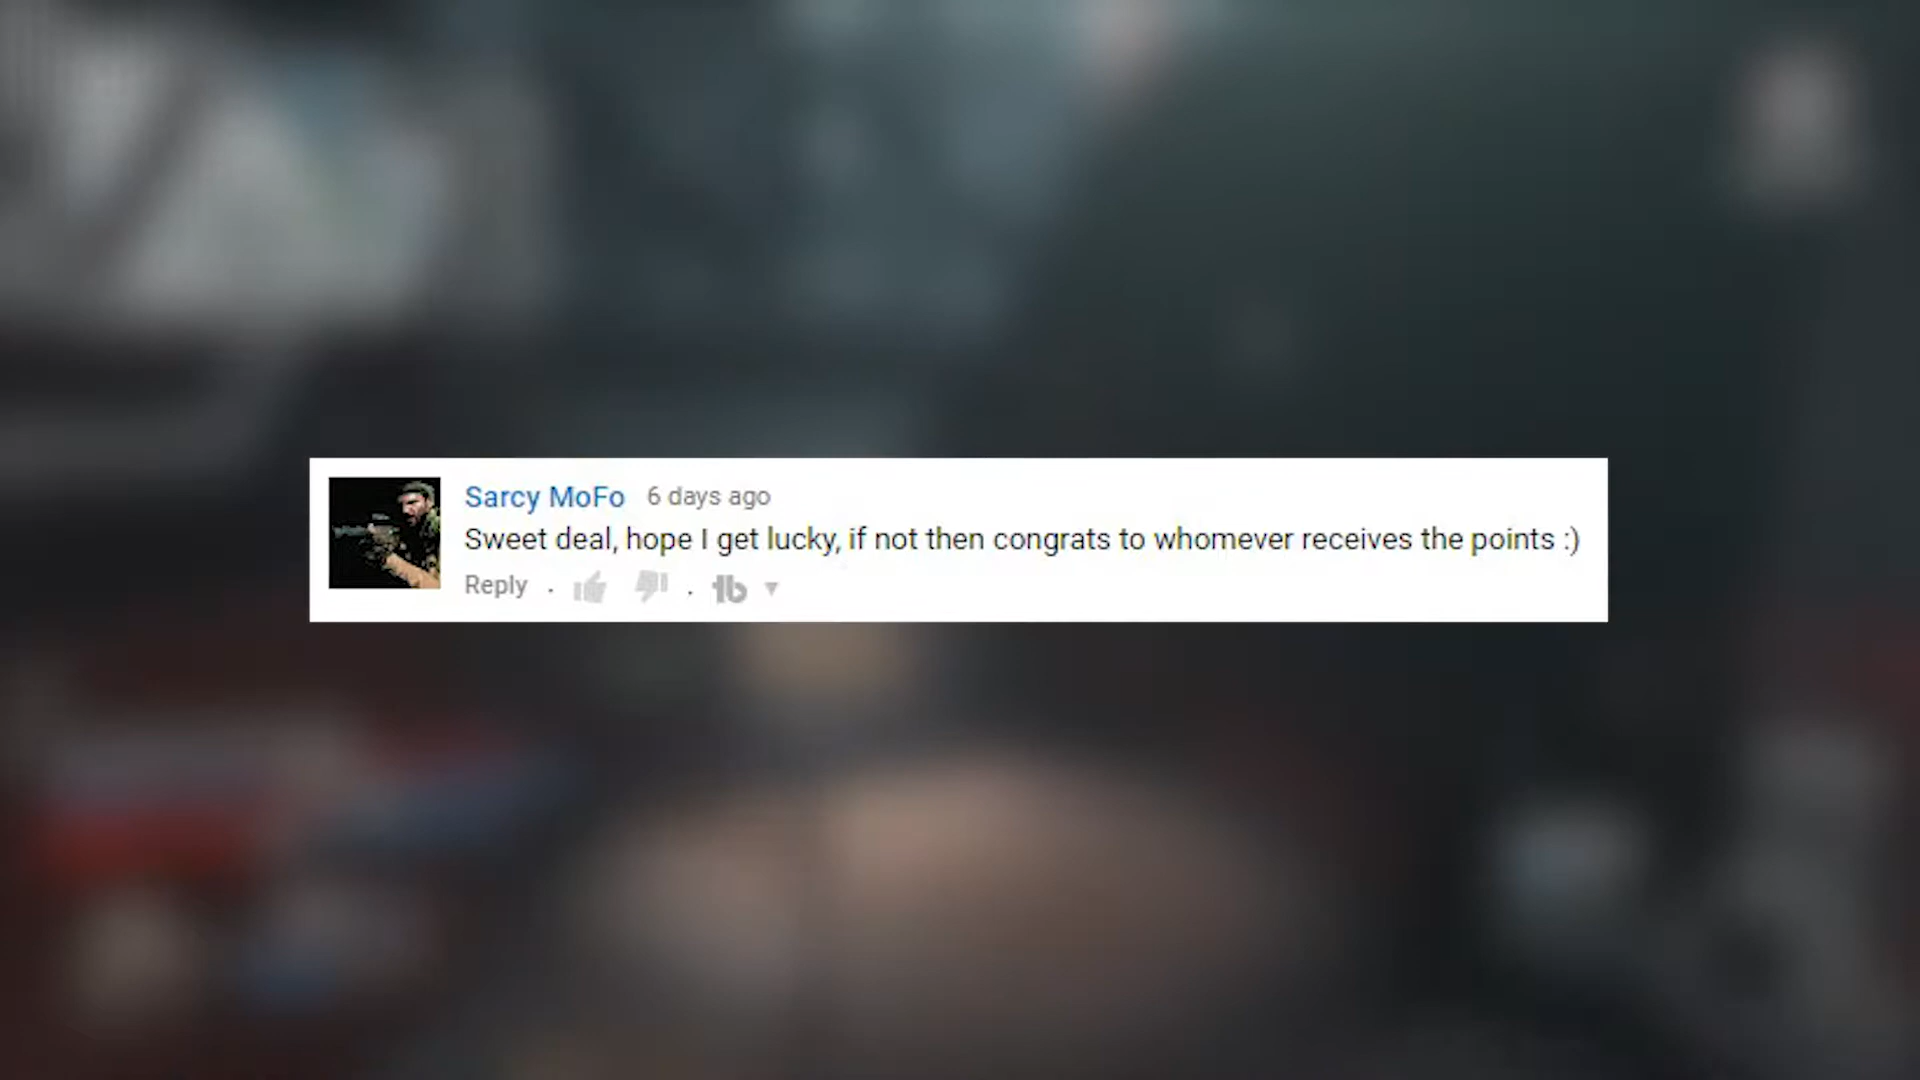 Sarcy MoFo 6 days ago
Sweet deal, hope I get lucky, if not then congrats to whomever receives the points :)
Reply . . tb ▼